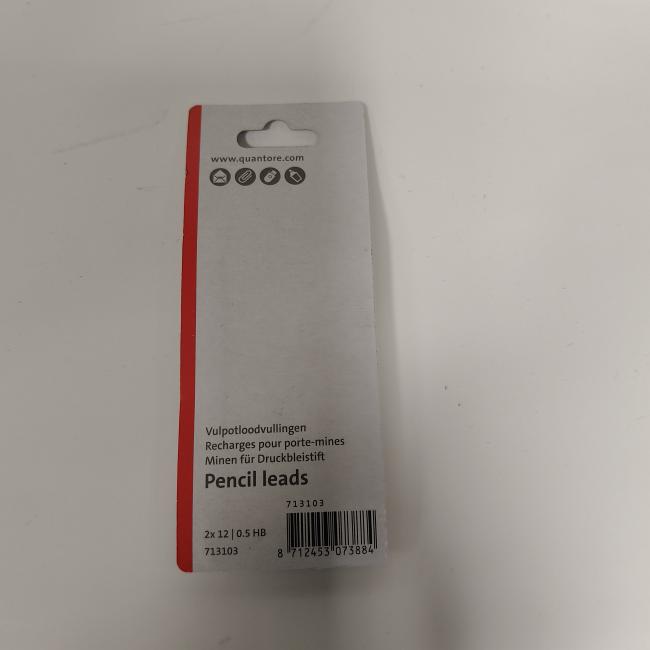 www.quantore.com
Vulpotloodvullingen
Recharges pour porte-mines
Minen für Druckbleistift
Pencil leads
713103
2x 12 | 0.5 HB
713103
8 712453 073884